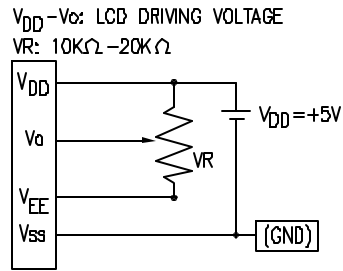 VDD-Vo: LCD DRIVING VOLTAGE
VR: 10KΩ-20KΩ
VDD
Vo
VDD=+5V
VR
VEE
Vss
(GND)